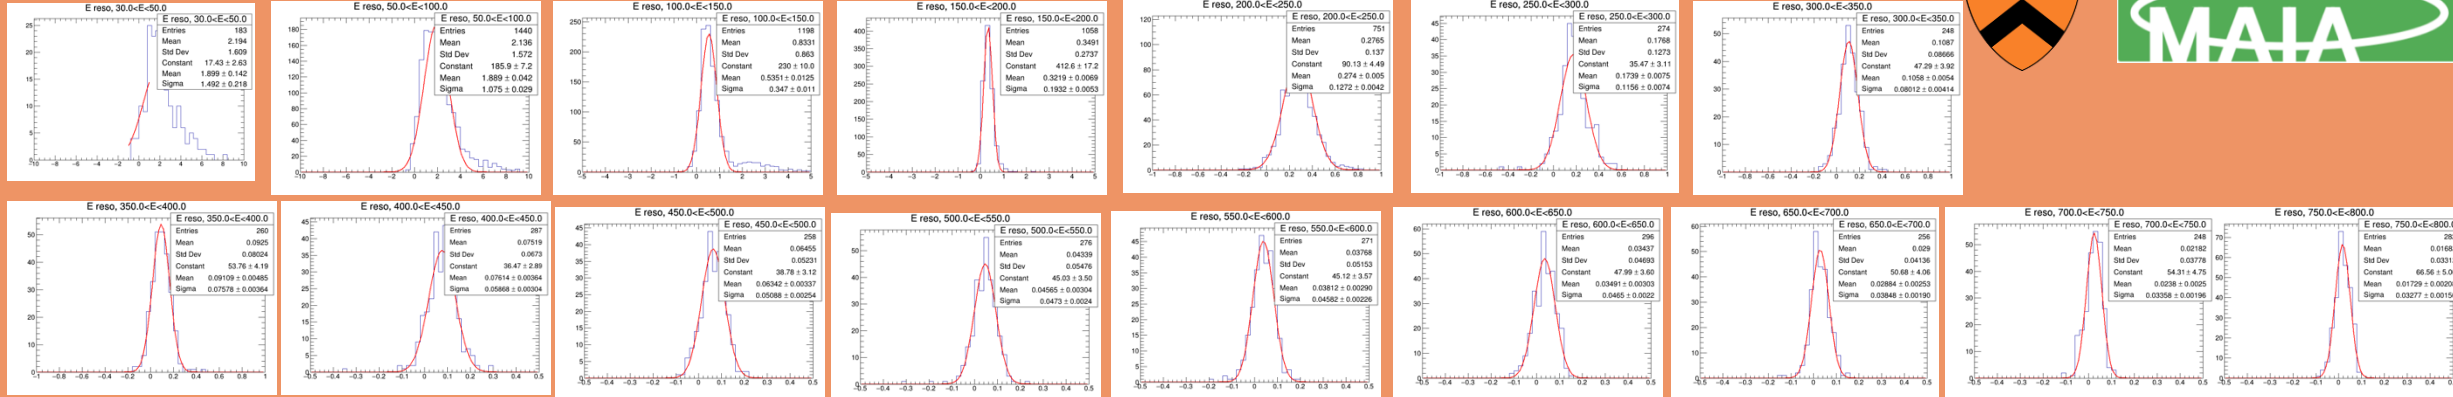 E reso, 30.0<E<50.0
E reso, 30.0<E<50.0
Entries 183
Mean 2.194
Std Dev 1.609
Constant 17.43 ± 2.63
Mean 1.899 ± 0.142
Sigma 1.492 ± 0.218
E reso, 50.0<E<100.0
E reso, 50.0<E<100.0
Entries 1440
Mean 2.136
Std Dev 1.572
Constant 185.9 ± 7.2
Mean 1.889 ± 0.042
Sigma 1.075 ± 0.029
E reso, 100.0<E<150.0
E reso, 100.0<E<150.0
Entries 1198
Mean 0.8331
Std Dev 0.863
Constant 230 ± 10.0
Mean 0.5351 ± 0.0125
Sigma 0.347 ± 0.011
E reso, 150.0<E<200.0
E reso, 150.0<E<200.0
Entries 1058
Mean 0.3491
Std Dev 0.2737
Constant 412.6 ± 17.2
Mean 0.3219 ± 0.0069
Sigma 0.1932 ± 0.0053
E reso, 200.0<E<250.0
E reso, 200.0<E<250.0
Entries 751
Mean 0.2765
Std Dev 0.137
Constant 90.13 ± 4.49
Mean 0.274 ± 0.005
Sigma 0.1272 ± 0.0042
E reso, 250.0<E<300.0
E reso, 250.0<E<300.0
Entries 274
Mean 0.1768
Std Dev 0.1273
Constant 35.47 ± 3.11
Mean 0.1739 ± 0.0075
Sigma 0.1156 ± 0.0074
E reso, 300.0<E<350.0
E reso, 300.0<E<350.0
Entries 248
Mean 0.1087
Std Dev 0.08666
Constant 47.29 ± 3.92
Mean 0.1058 ± 0.0054
Sigma 0.08012 ± 0.00414
MAIA
E reso, 350.0<E<400.0
E reso, 350.0<E<400.0
Entries 260
Mean 0.0925
Std Dev 0.08024
Constant 53.76 ± 4.19
Mean 0.09109 ± 0.00485
Sigma 0.07578 ± 0.00364
E reso, 400.0<E<450.0
E reso, 400.0<E<450.0
Entries 287
Mean 0.07519
Std Dev 0.0673
Constant 36.47 ± 2.89
Mean 0.07614 ± 0.00364
Sigma 0.05868 ± 0.00304
E reso, 450.0<E<500.0
E reso, 450.0<E<500.0
Entries 258
Mean 0.06455
Std Dev 0.05231
Constant 38.78 ± 3.12
Mean 0.06342 ± 0.00337
Sigma 0.05088 ± 0.00254
E reso, 500.0<E<550.0
E reso, 500.0<E<550.0
Entries 276
Mean 0.04339
Std Dev 0.05476
Constant 45.03 ± 3.50
Mean 0.04565 ± 0.00304
Sigma 0.0473 ± 0.0024
E reso, 550.0<E<600.0
E reso, 550.0<E<600.0
Entries 271
Mean 0.03768
Std Dev 0.05153
Constant 45.12 ± 3.57
Mean 0.03812 ± 0.00290
Sigma 0.04582 ± 0.00226
E reso, 600.0<E<650.0
E reso, 600.0<E<650.0
Entries 296
Mean 0.03437
Std Dev 0.04693
Constant 47.99 ± 3.60
Mean 0.03491 ± 0.00303
Sigma 0.0465 ± 0.0022
E reso, 650.0<E<700.0
E reso, 650.0<E<700.0
Entries 256
Mean 0.029
Std Dev 0.04136
Constant 50.68 ± 4.06
Mean 0.02884 ± 0.00253
Sigma 0.03848 ± 0.00190
E reso, 700.0<E<750.0
E reso, 700.0<E<750.0
Entries 248
Mean 0.02182
Std Dev 0.03778
Constant 54.31 ± 4.75
Mean 0.0238 ± 0.0025
Sigma 0.03358 ± 0.00196
E reso, 750.0<E<800.0
E reso, 750.0<E<800.
Entries
Mean 0.0168
Std Dev 0.0331
Constant 66.56 ± 5.0
Mean 0.01729 ± 0.0020
Sigma 0.03277 ± 0.0015